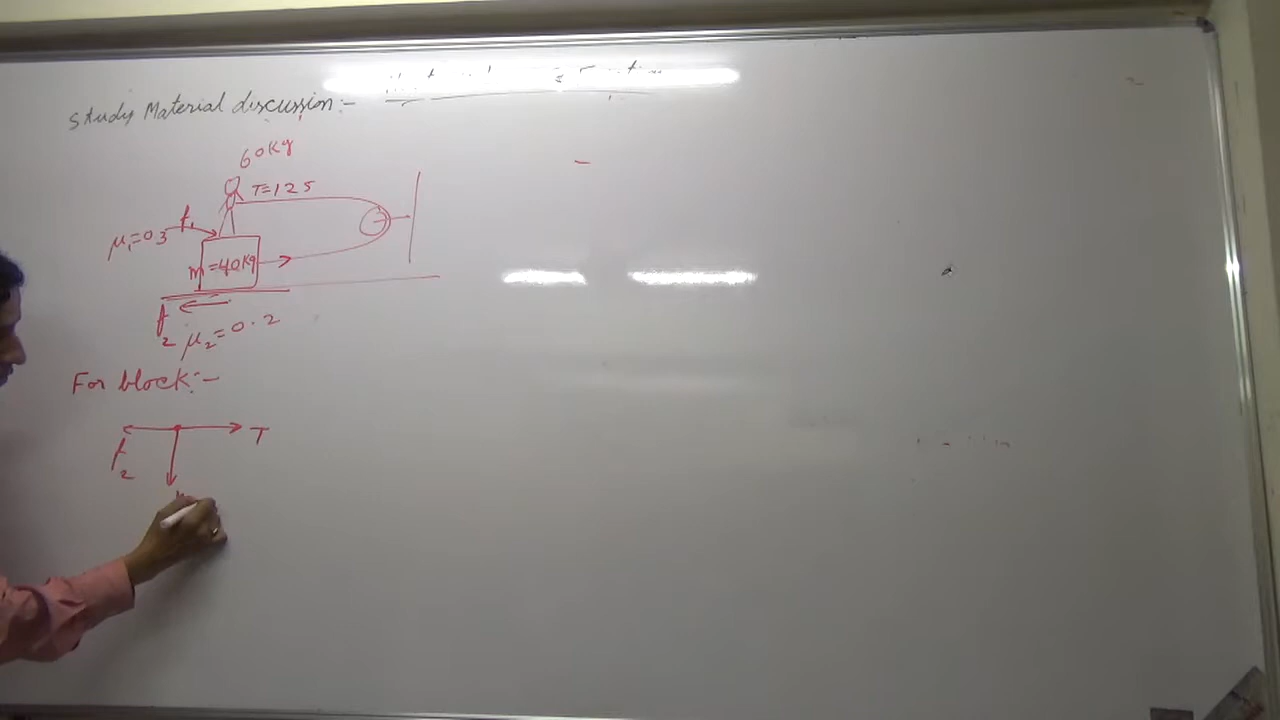 Study Material discussion:-
60Kg
T=125
f₁
μ₁=0.3
m=40Kg
f₂
μ₂=0.2
For block:-
T
f₂